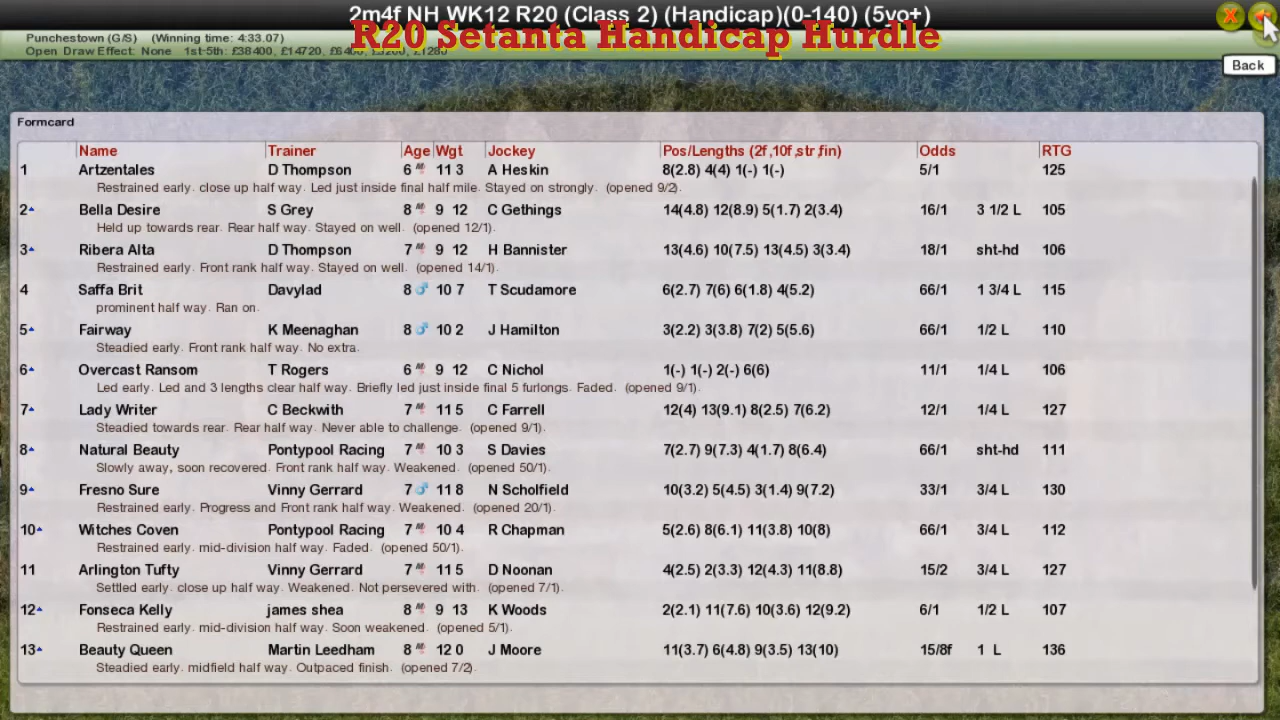 2m4f NH WK12 R20 (Class 2) (Handicap)(0-140) (5yo+)
R20 Setanta Handicap Hurdle
Punchestown (G/S) (Winning time: 4:33.07)
Open Draw Effect: None 1st-5th: £38400, £14720, £6400, £3200, £1280
Back
Formcard
Name Trainer Age Wgt Jockey Pos/Lengths (2f,10f,str,fin) Odds RTG
1 Artzentales D Thompson 6 11 3 A Heskin 8(2.8) 4(4) 1(-) 1(-) 5/1 125
Restrained early. close up half way. Led just inside final half mile. Stayed on strongly. (opened 9/2).
2 Bella Desire S Grey 8 9 12 C Gethings 14(4.8) 12(8.9) 5(1.7) 2(3.4) 16/1 3 1/2 L 105
Held up towards rear. Rear half way. Stayed on well. (opened 12/1).
3 Ribera Alta D Thompson 7 9 12 H Bannister 13(4.6) 10(7.5) 13(4.5) 3(3.4) 18/1 sht-hd 106
Restrained early. Front rank half way. Stayed on well. (opened 14/1).
4 Saffa Brit Davylad 8 10 7 T Scudamore 6(2.7) 7(6) 6(1.8) 4(5.2) 66/1 1 3/4 L 115
prominent half way. Ran on.
5 Fairway K Meenaghan 8 10 2 J Hamilton 3(2.2) 3(3.8) 7(2) 5(5.6) 66/1 1/2 L 110
Steadied early. Front rank half way. No extra.
6 Overcast Ransom T Rogers 6 9 12 C Nichol 1(-) 1(-) 2(-) 6(6) 11/1 1/4 L 106
Led early. Led and 3 lengths clear half way. Briefly led just inside final 5 furlongs. Faded. (opened 9/1).
7 Lady Writer C Beckwith 7 11 5 C Farrell 12(4) 13(9.1) 8(2.5) 7(6.2) 12/1 1/4 L 127
Steadied towards rear. Rear half way. Never able to challenge. (opened 9/1).
8 Natural Beauty Pontypool Racing 7 10 3 S Davies 7(2.7) 9(7.3) 4(1.7) 8(6.4) 66/1 sht-hd 111
Slowly away, soon recovered. Front rank half way. Weakened. (opened 50/1).
9 Fresno Sure Vinny Gerrard 7 11 8 N Scholfield 10(3.2) 5(4.5) 3(1.4) 9(7.2) 33/1 3/4 L 130
Restrained early. Progress and Front rank half way. Weakened. (opened 20/1).
10 Witches Coven Pontypool Racing 7 10 4 R Chapman 5(2.6) 8(6.1) 11(3.8) 10(8) 66/1 3/4 L 112
Restrained early. mid-division half way. Faded. (opened 50/1).
11 Arlington Tufty Vinny Gerrard 7 11 5 D Noonan 4(2.5) 2(3.3) 12(4.3) 11(8.8) 15/2 3/4 L 127
Settled early. close up half way. Weakened. Not persevered with. (opened 7/1).
12 Fonseca Kelly james shea 8 9 13 K Woods 2(2.1) 11(7.6) 10(3.6) 12(9.2) 6/1 1/2 L 107
Restrained early. mid-division half way. Soon weakened. (opened 5/1).
13 Beauty Queen Martin Leedham 8 12 0 J Moore 11(3.7) 6(4.8) 9(3.5) 13(10) 15/8f 1 L 136
Steadied early. midfield half way. Outpaced finish. (opened 7/2).